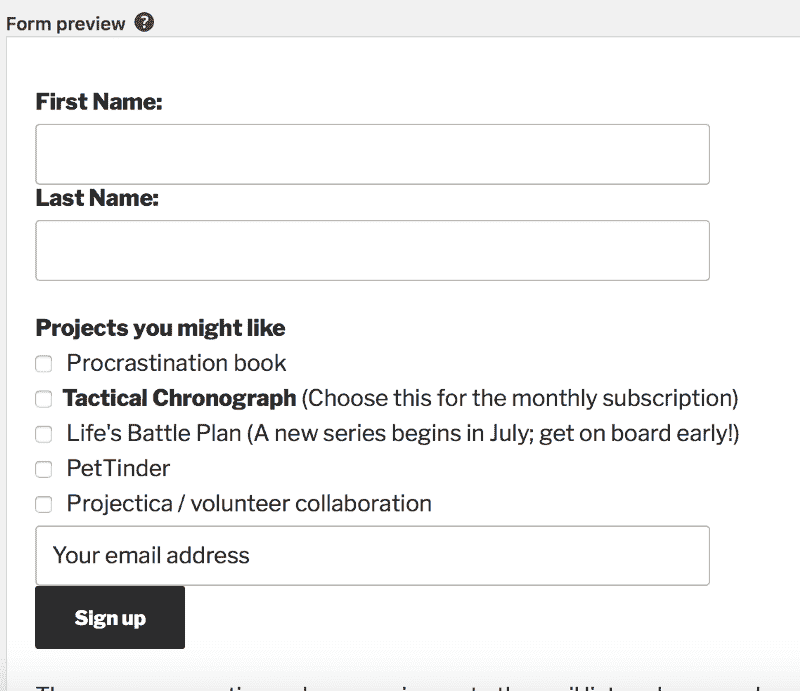 Form preview ?
First Name:
Last Name:
Projects you might like
Procrastination book
Tactical Chronograph (Choose this for the monthly subscription)
Life's Battle Plan (A new series begins in July; get on board early!)
PetTinder
Projectica / volunteer collaboration
Your email address
Sign up